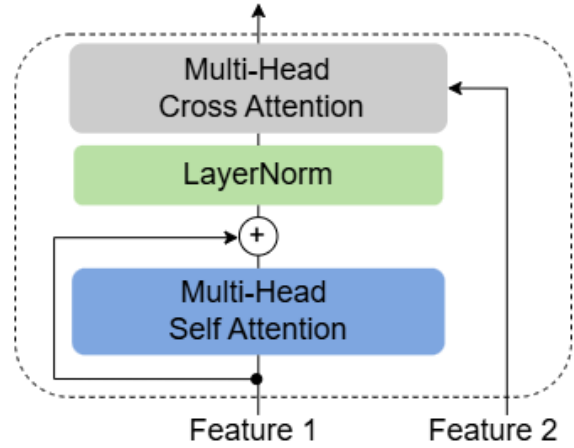 Multi-Head
Cross Attention
LayerNorm
+
Multi-Head
Self Attention
Feature 1
Feature 2